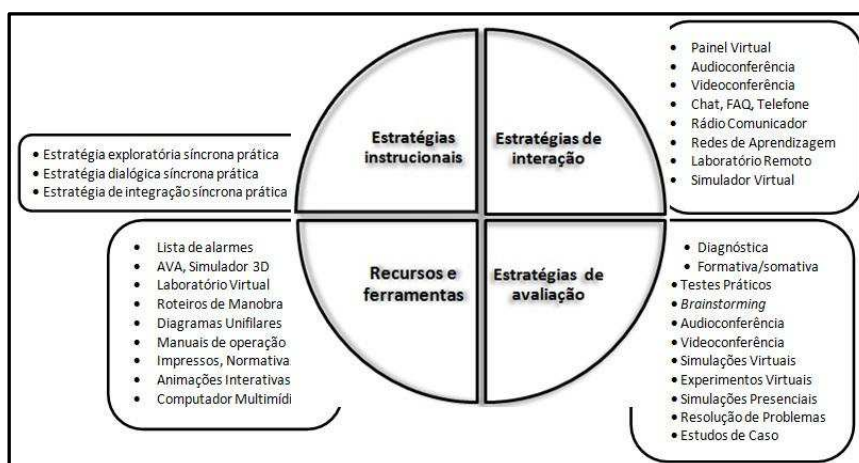 Estratégias
instrucionais
• Estratégia exploratória síncrona prática
• Estratégia dialógica síncrona prática
• Estratégia de integração síncrona prática
Estratégias de
interação
• Painel Virtual
• Audioconferência
• Videoconferência
• Chat, FAQ, Telefone
• Rádio Comunicador
• Redes de Aprendizagem
• Laboratório Remoto
• Simulador Virtual
Recursos e
ferramentas
• Lista de alarmes
• AVA, Simulador 3D
• Laboratório Virtual
• Roteiros de Manobra
• Diagramas Unifilares
• Manuais de operação
• Impressos, Normativa
• Animações Interativas
• Computador Multimídi
Estratégias de
avaliação
• Diagnóstica
• Formativa/somativa
• Testes Práticos
• Brainstorming
• Audioconferência
• Videoconferência
• Simulações Virtuais
• Experimentos Virtuais
• Simulações Presenciais
• Resolução de Problemas
• Estudos de Caso